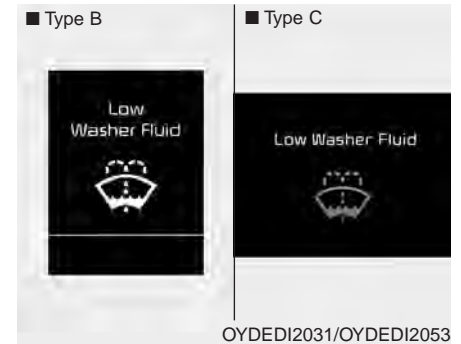 ■ Type B
■ Type C
Low
Washer Fluid
Low Washer Fluid
OYDEDI2031/OYDEDI2053